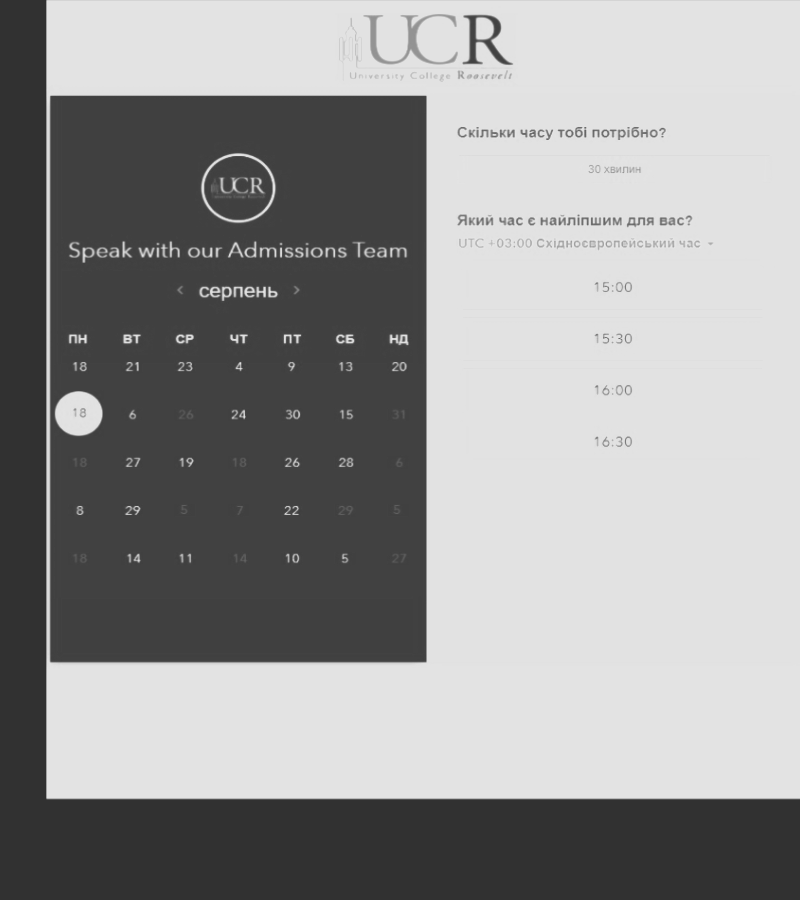 UCR
University College Roosevelt
UCR
Speak with our Admissions Team
серпень
ПН ВТ СР ЧТ ПТ СБ НД
18 21 23 4 9 13 20
18 6 26 24 30 15 31
18 27 19 18 26 28 6
8 29 5 7 22 29 5
18 14 11 14 10 5 27
Скільки часу тобі потрібно?
30 хвилин
Який час є найліпшим для вас?
UTC +03:00 Східноєвропейський час
15:00
15:30
16:00
16:30